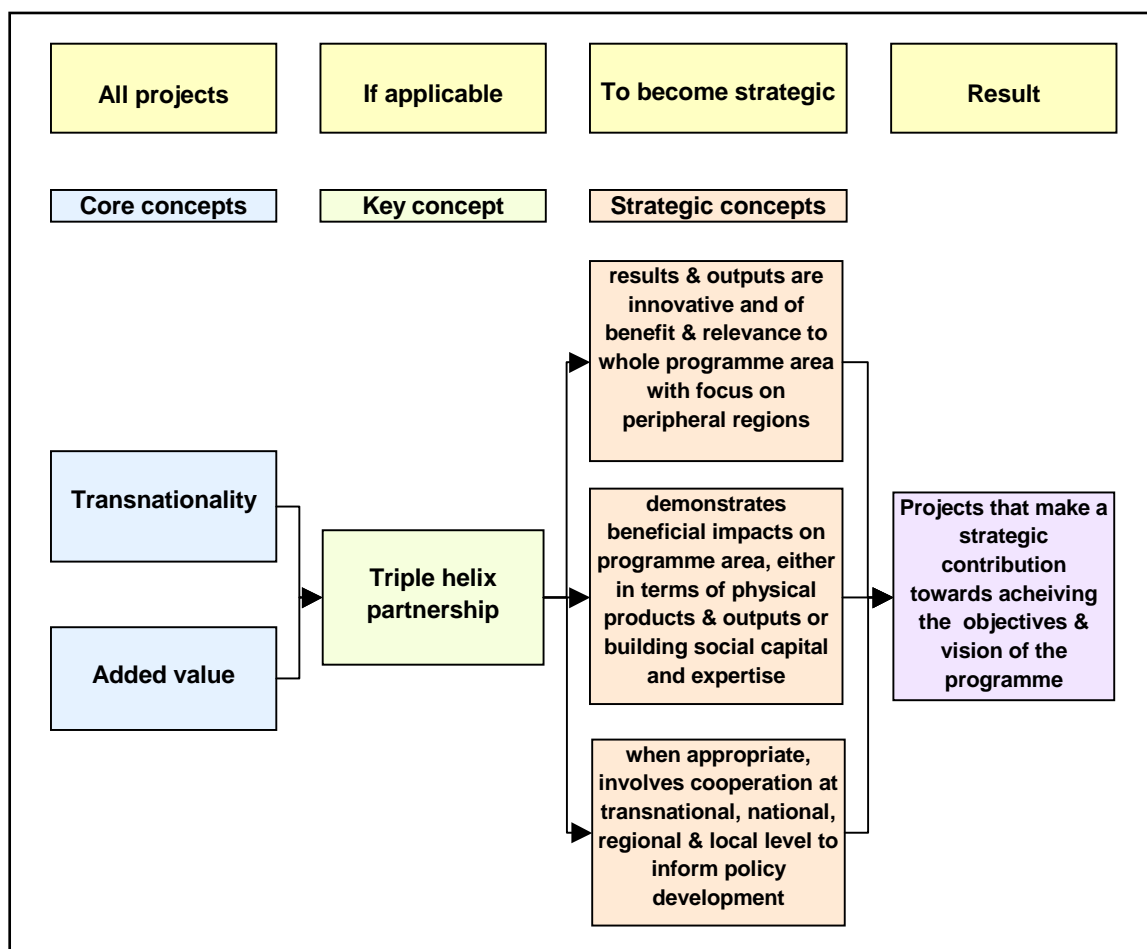 All projects
If applicable
To become strategic
Result
Core concepts
Key concept
Strategic concepts
results & outputs are
innovative and of
benefit & relevance to
whole programme area
with focus on
peripheral regions
Transnationality
Added value
Triple helix
partnership
demonstrates
beneficial impacts on
programme area, either
in terms of physical
products & outputs or
building social capital
and expertise
when appropriate,
involves cooperation at
transnational, national,
regional & local level to
inform policy
development
Projects that make a
strategic
contribution
towards acheiving
the objectives &
vision of the
programme